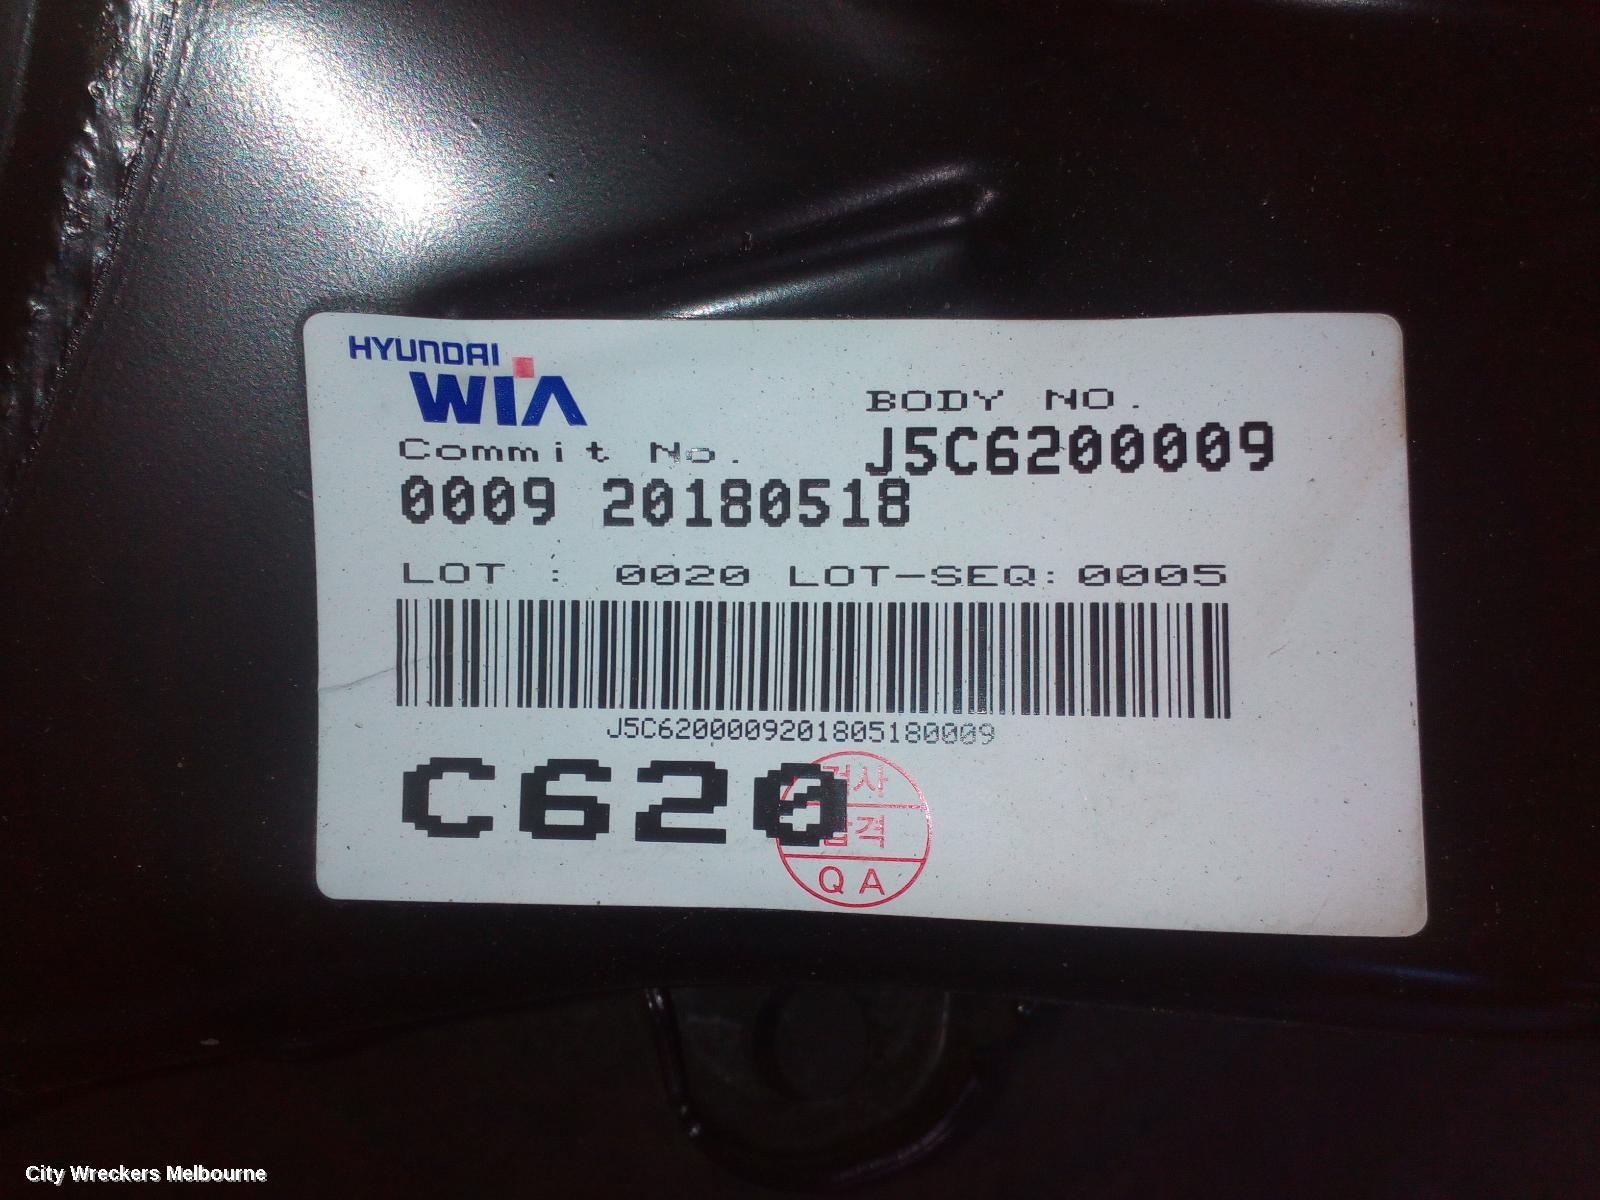 HYUNDAI
WIA
BODY NO.
J5C6200009
Commit No.
0009 20180518
LOT : 0020 LOT-SEQ: 0005
J5C6200009201805180009
C620
검사
합격
QA
City Wreckers Melbourne